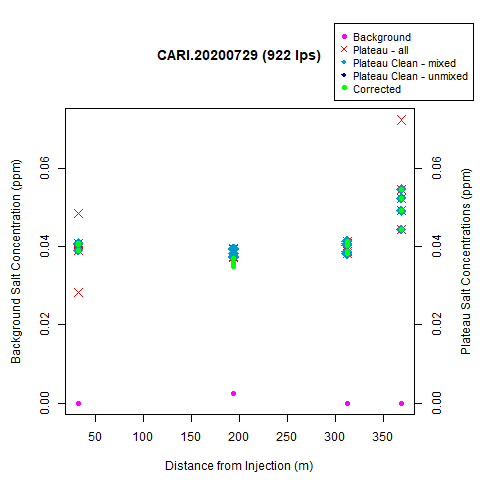 CARI.20200729 (922 lps)
Background
Plateau - all
Plateau Clean - mixed
Plateau Clean - unmixed
Corrected
Background Salt Concentration (ppm)
0.00 0.02 0.04 0.06
Plateau Salt Concentrations (ppm)
0.00 0.02 0.04 0.06
50 100 150 200 250 300 350
Distance from Injection (m)